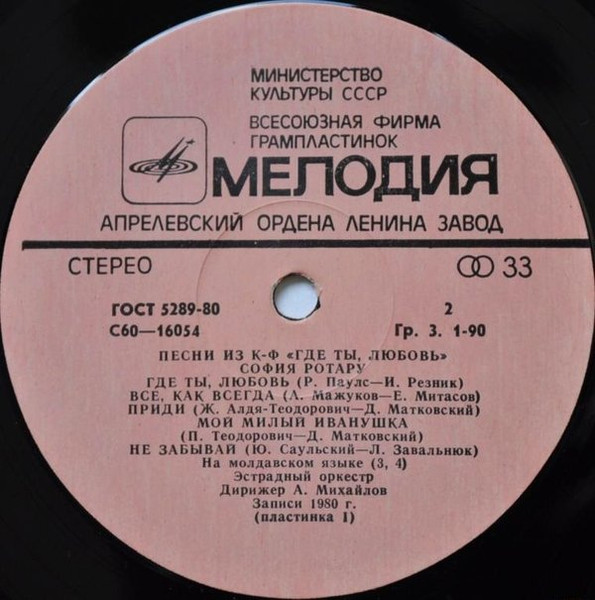 МИНИСТЕРСТВО
КУЛЬТУРЫ СССР
ВСЕСОЮЗНАЯ ФИРМА
ГРАМПЛАСТИНОК
МЕЛОДИЯ
АПРЕЛЕВСКИЙ ОРДЕНА ЛЕНИНА ЗАВОД
СТЕРЕО 33
ГОСТ 5289-80 2
С60—16054 Гр. 3. 1-90
ПЕСНИ ИЗ К-Ф «ГДЕ ТЫ, ЛЮБОВЬ»
СОФИЯ РОТАРУ
ГДЕ ТЫ, ЛЮБОВЬ (Р. Паулс—И. Резник)
ВСЕ, КАК ВСЕГДА (А. Мажуков—Е. Митасов)
ПРИДИ (Ж. Алдя-Теодорович—Д. Матковский)
МОЙ МИЛЫЙ ИВАНУШКА
(П. Теодорович—Д. Матковский)
НЕ ЗАБЫВАЙ (Ю. Саульский—Л. Завальнюк)
На молдавском языке (3, 4)
Эстрадный оркестр
Дирижер А. Михайлов
Записи 1980 г.
(пластинка I)